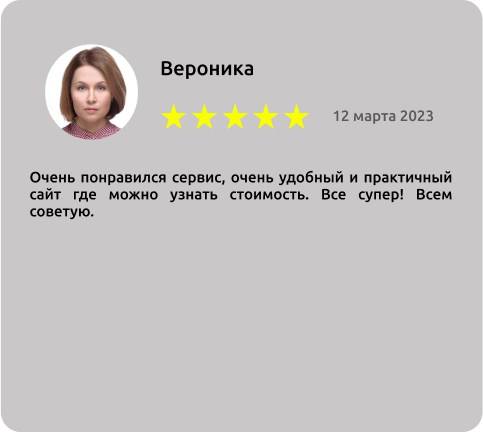 Вероника
12 марта 2023
Очень понравился сервис, очень удобный и практичный
сайт где можно узнать стоимость. Все супер! Всем
советую.